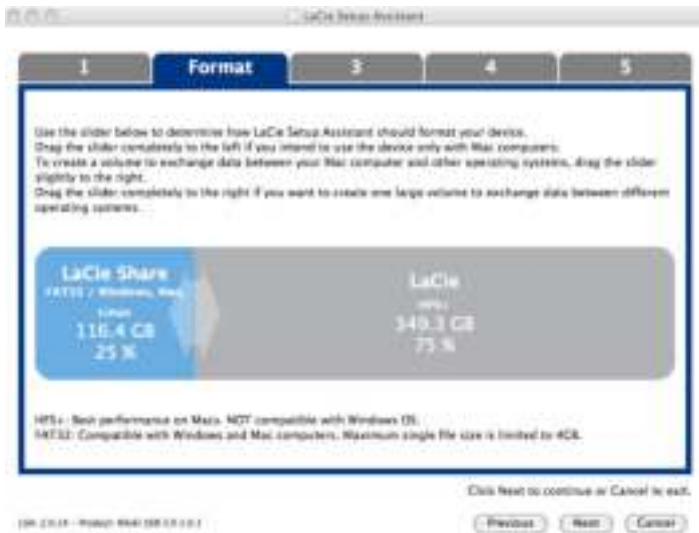 LaCie Setup Assistant
1 Format 3 4 5
Use the slider below to determine how LaCie Setup Assistant should format your device.
Drag the slider completely to the left if you intend to use the device only with Mac computers.
To create a volume to exchange data between your Mac computer and other operating systems, drag the slider
slightly to the right.
Drag the slider completely to the right if you want to create one large volume to exchange data between different
operating systems.
LaCie Share
FAT32 / Windows, Mac,
Linux
116.4 GB
25 %
LaCie
HFS+
349.3 GB
75 %
HFS+: Best performance on Macs. NOT compatible with Windows OS.
FAT32: Compatible with Windows and Mac computers. Maximum single file size is limited to 4GB.
Click Next to continue or Cancel to exit.
Previous Next Cancel